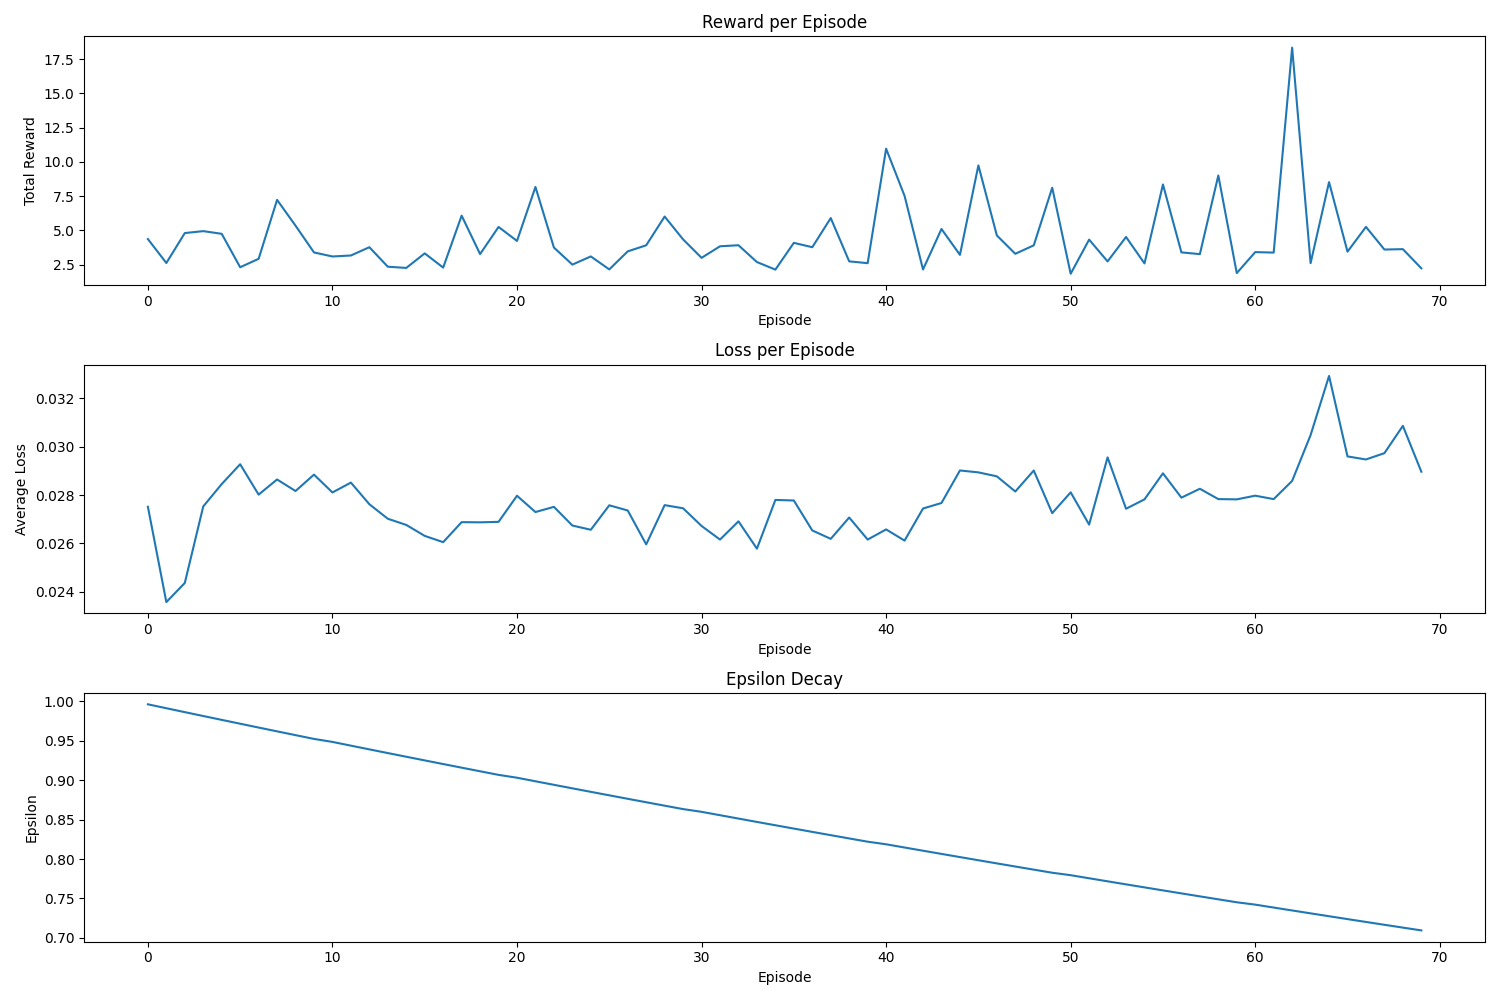 Reward per Episode
Total Reward
17.5
15.0
12.5
10.0
7.5
5.0
2.5
0 10 20 30 40 50 60 70
Episode
Loss per Episode
Average Loss
0.032
0.030
0.028
0.026
0.024
0 10 20 30 40 50 60 70
Episode
Epsilon Decay
Epsilon
1.00
0.95
0.90
0.85
0.80
0.75
0.70
0 10 20 30 40 50 60 70
Episode